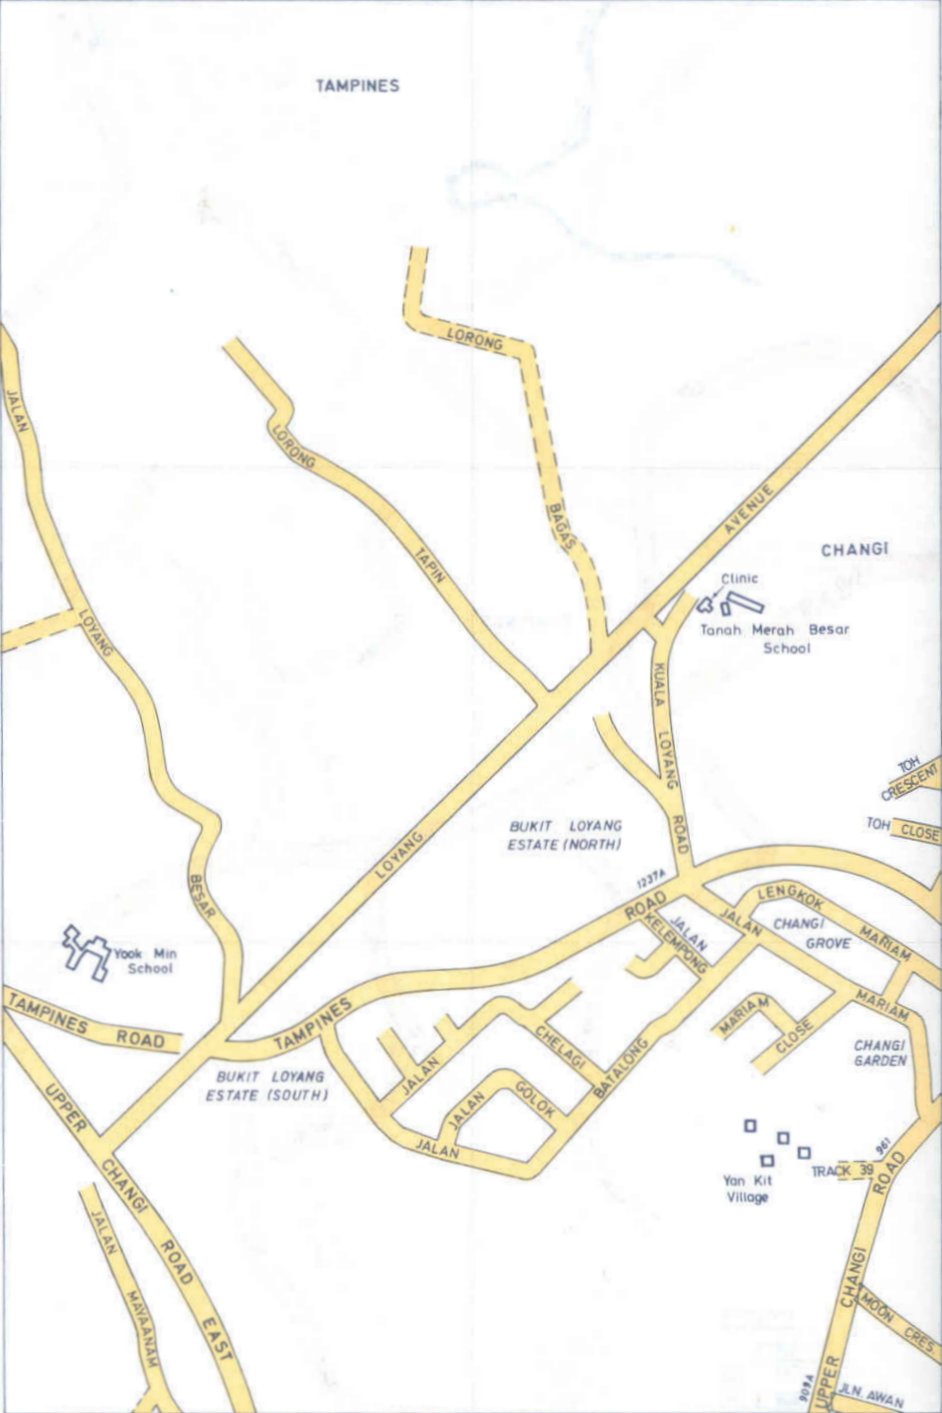 TAMPINES
LORONG
JALAN
LORONG
AVENUE
BAGAS
CHANGI
TAPIN
Clinic
LOYANG
Tanah Merah Besar
School
KUALA LOYANG ROAD
TOH
CRESCENT
BUKIT LOYANG
ESTATE (NORTH)
TOH CLOSE
LOYANG
BESAR
1237A
ROAD
JALAN
KELEMPONG
JALAN
LENGKOK
MARIAM
CHANGI
GROVE
Yook Min
School
TAMPINES ROAD
TAMPINES
MARIAM
CLOSE
MARIAM
CHANGI
GARDEN
CHELAGI
BATALONG
JALAN
BUKIT LOYANG
ESTATE (SOUTH)
JALAN
GOLOK
UPPER
JALAN
961
TRACK 39
ROAD
Yan Kit
Village
CHANGI
ROAD
EAST
JALAN
MAYAANAM
CHANGI
MOON CRES.
UPPER
909A
JLN. AWAN